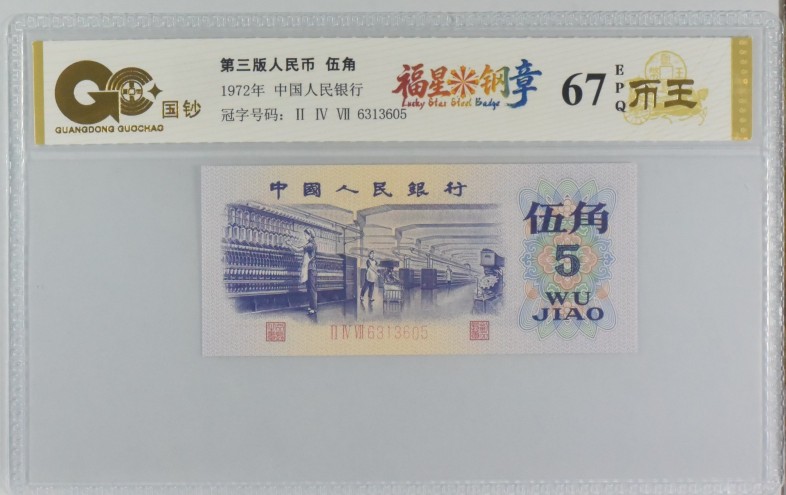 GC
国钞
GUANGDONG GUOCHAO
第三版人民币 伍角
1972年 中国人民银行
冠字号码: Ⅱ Ⅳ Ⅶ 6313605
福星钢章
Lucky Star Steel Badge
67
EPQ
币王
中國人民銀行
伍角
5
WU
JIAO
Ⅱ Ⅳ Ⅶ 6313605